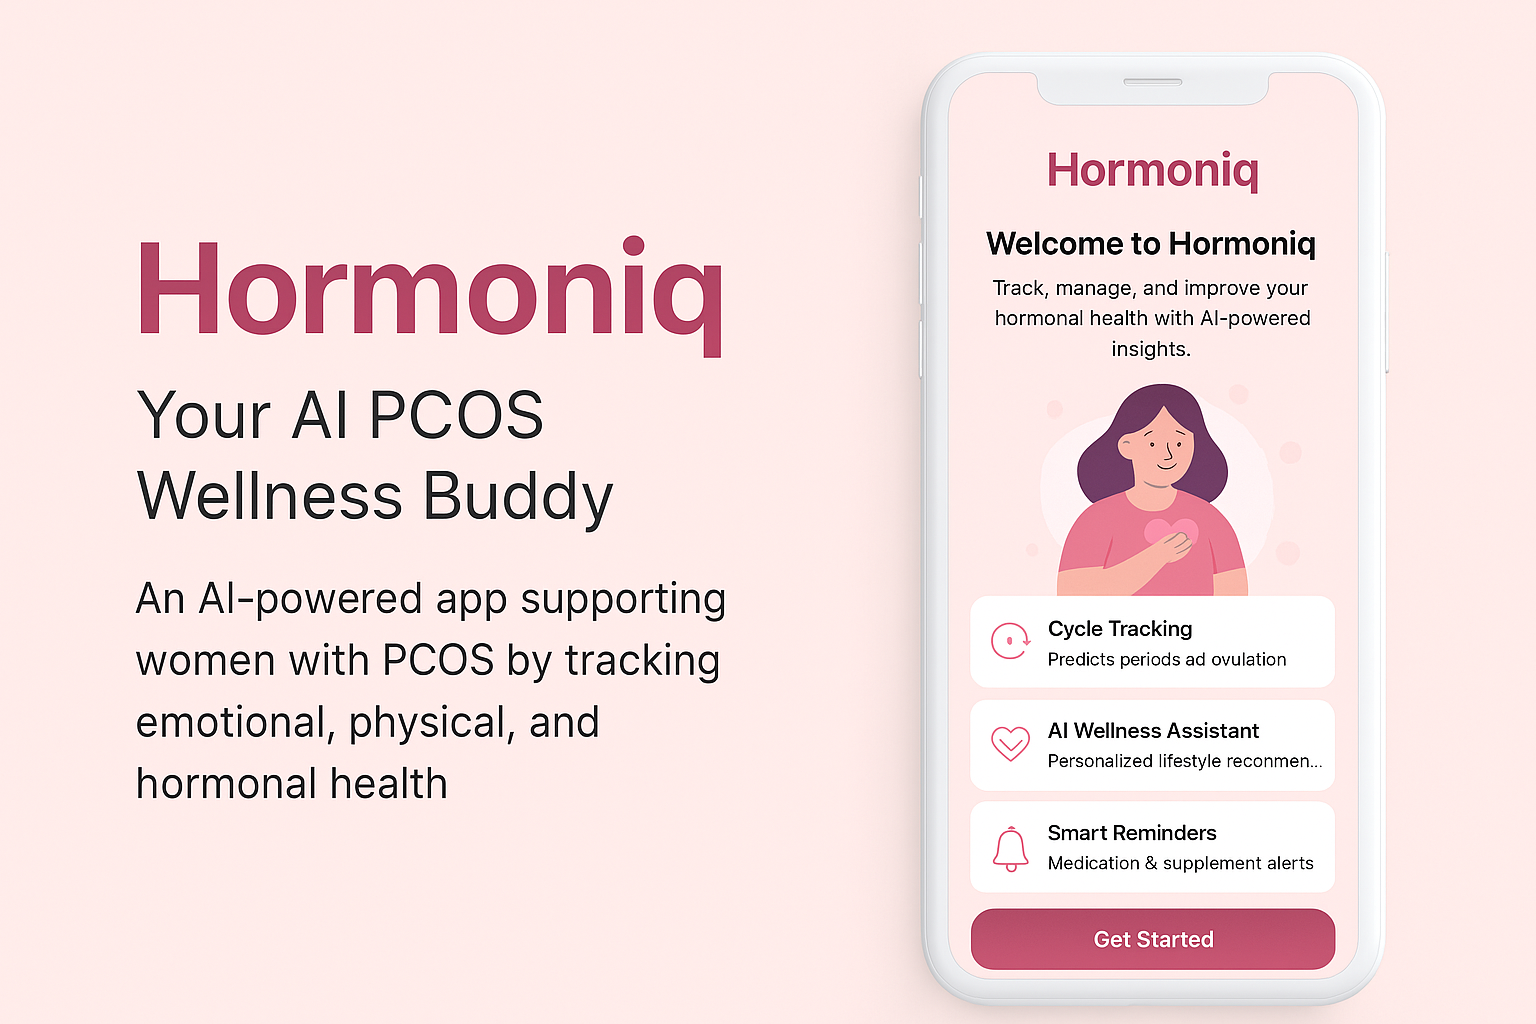 Hormoniq
Your AI PCOS
Wellness Buddy
An AI-powered app supporting
women with PCOS by tracking
emotional, physical, and
hormonal health
Hormoniq
Welcome to Hormoniq
Track, manage, and improve your
hormonal health with AI-powered
insights.
Cycle Tracking
Predicts periods ad ovulation
AI Wellness Assistant
Personalized lifestyle reconmen...
Smart Reminders
Medication & supplement alerts
Get Started